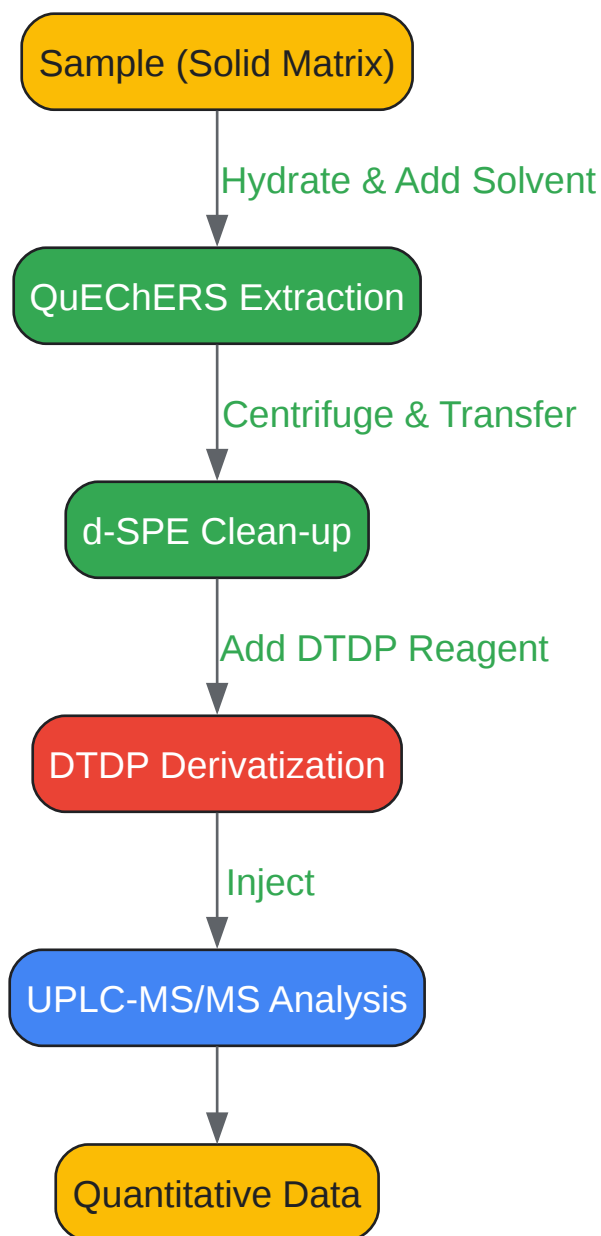 Sample (Solid Matrix)
Hydrate & Add Solvent
QuEChERS Extraction
Centrifuge & Transfer
d-SPE Clean-up
Add DTDP Reagent
DTDP Derivatization
Inject
UPLC-MS/MS Analysis
Quantitative Data